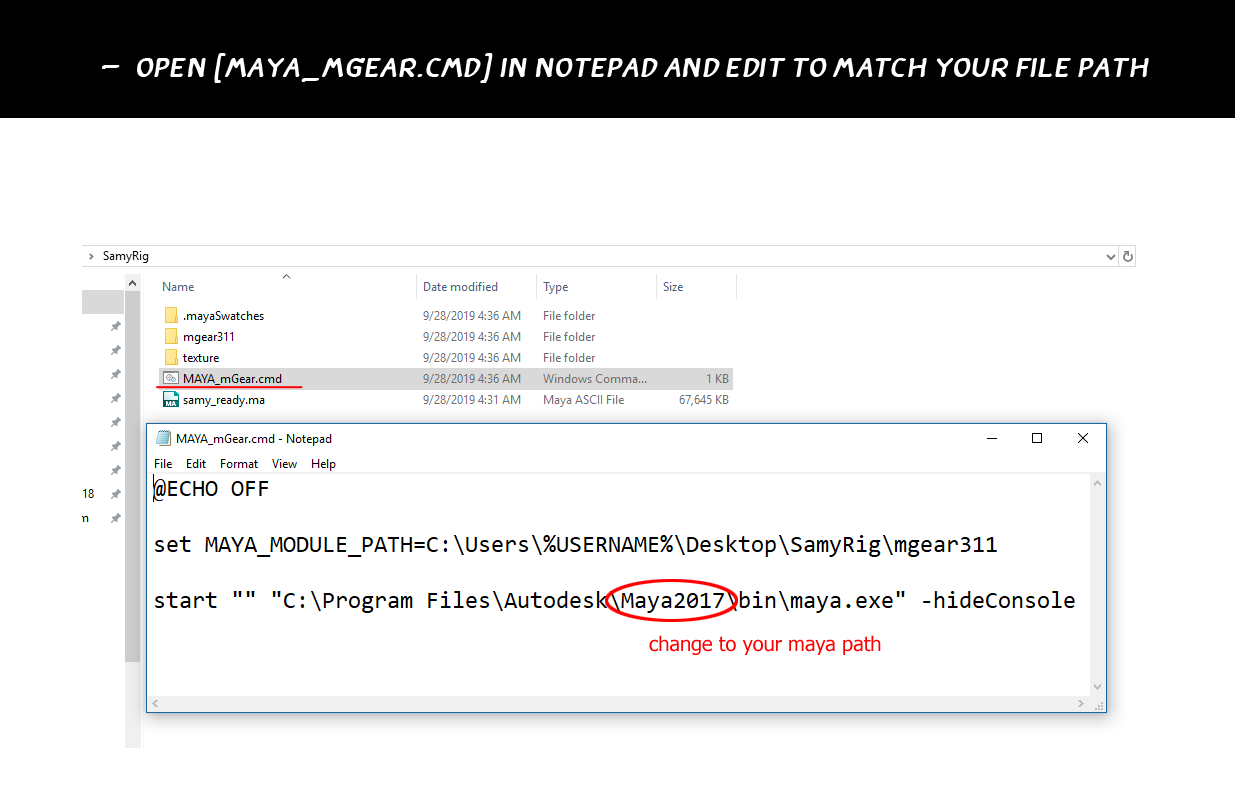 - OPEN [MAYA_MGEAR.CMD] IN NOTEPAD AND EDIT TO MATCH YOUR FILE PATH
SamyRig
Name Date modified Type Size
.mayaSwatches 9/28/2019 4:36 AM File folder
mgear311 9/28/2019 4:36 AM File folder
texture 9/28/2019 4:36 AM File folder
MAYA_mGear.cmd 9/28/2019 4:36 AM Windows Comma... 1 KB
samy_ready.ma 9/28/2019 4:31 AM Maya ASCII File 67,645 KB
MAYA_mGear.cmd - Notepad
File Edit Format View Help
@ECHO OFF
18
m
set MAYA_MODULE_PATH=C:\Users\%USERNAME%\Desktop\SamyRig\mgear311
start "" "C:\Program Files\Autodesk\Maya2017\bin\maya.exe" -hideConsole
change to your maya path